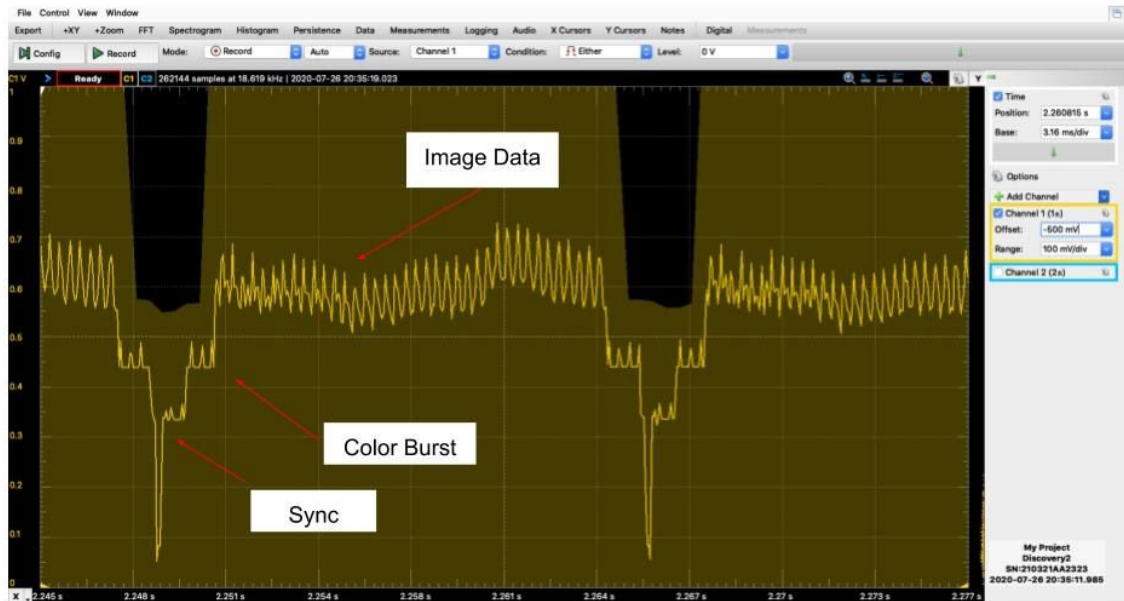 File Control View Window
Export +XY +Zoom FFT Spectrogram Histogram Persistence Data Measurements Logging Audio X Cursors Y Cursors Notes Digital Measurements
Config Record Mode: Record Auto Source: Channel 1 Condition: Either Level: 0 V
C1 V Ready C1 C2 262144 samples at 18.619 kHz | 2020-07-26 20:35:19.023 Y
1
0.9
0.8
0.7
0.6
0.5
0.4
0.3
0.2
0.1
0
Image Data
Color Burst
Sync
X 2.245 s 2.248 s 2.251 s 2.254 s 2.258 s 2.261 s 2.264 s 2.267 s 2.27 s 2.274 s 2.277 s
Time
Position: 2.260815 s
Base: 3.16 ms/div
Options
Add Channel
Channel 1 (1±)
Offset: -500 mV
Range: 100 mV/div
Channel 2 (2±)
My Project
Discovery2
SN:210321AA2323
2020-07-26 20:35:11.985